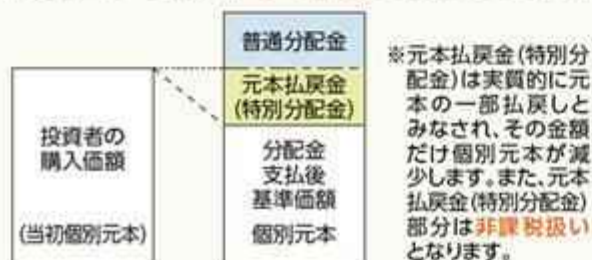 投資者の
購入価額
(当初個別元本)
普通分配金
元本払戻金
(特別分配金)
分配金
支払後
基準価額
個別元本
※元本払戻金(特別分
配金)は実質的に元
本の一部払戻しと
みなされ、その金額
だけ個別元本が減
少します。また、元本
払戻金(特別分配金)
部分は非課税扱い
となります。